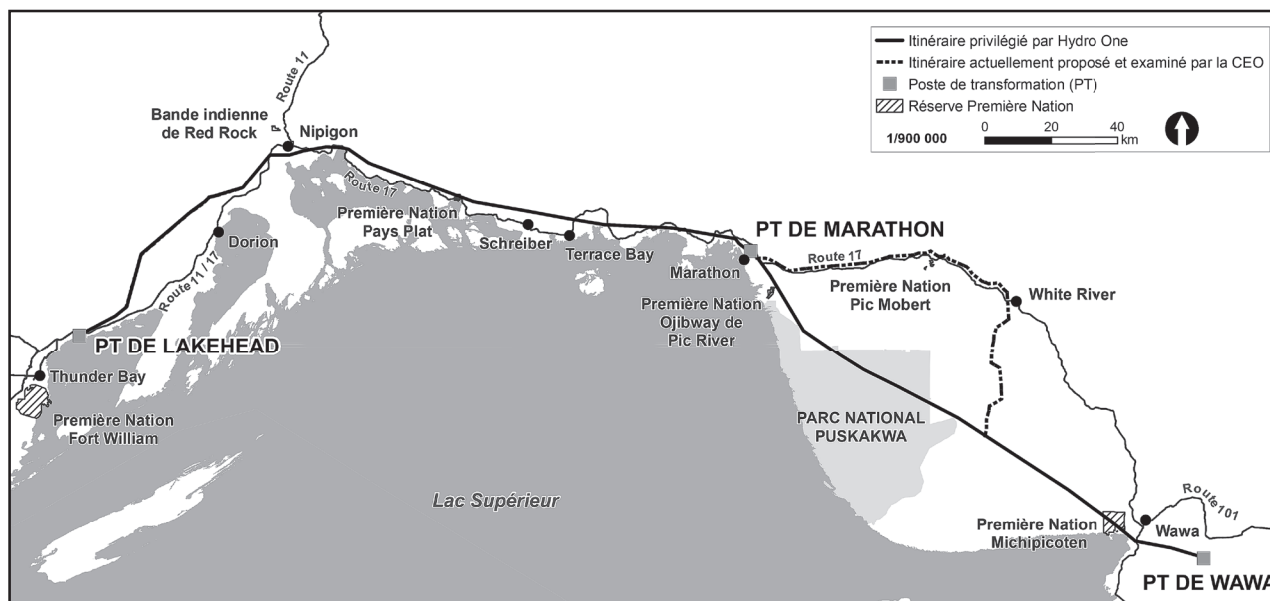 Itinéraire privilégié par Hydro One
Itinéraire actuellement proposé et examiné par la CEO
Poste de transformation (PT)
Réserve Première Nation
1/900 000
0 20 40
km
Route 11
Bande indienne
de Red Rock
Nipigon
Route 17
Première Nation
Pays Plat
Dorion
Schreiber
Terrace Bay
Route 11 / 17
PT DE MARATHON
Marathon
Route 17
Première Nation
Pic Mobert
White River
Première Nation
Ojibway de
Pic River
PT DE LAKEHEAD
Thunder Bay
Première Nation
Fort William
PARC NATIONAL
PUSKAKWA
Lac Supérieur
Route 101
Première Nation
Michipicoten
Wawa
PT DE WAWA